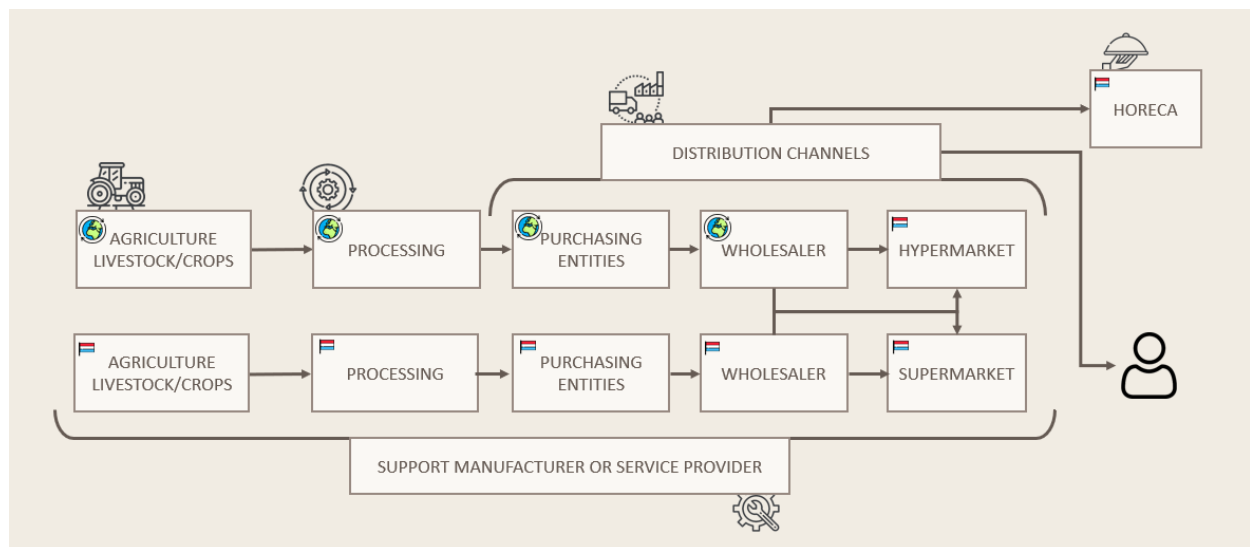 HORECA
DISTRIBUTION CHANNELS
AGRICULTURE
LIVESTOCK/CROPS
PROCESSING
PURCHASING
ENTITIES
WHOLESALER
HYPERMARKET
AGRICULTURE
LIVESTOCK/CROPS
PROCESSING
PURCHASING
ENTITIES
WHOLESALER
SUPERMARKET
SUPPORT MANUFACTURER OR SERVICE PROVIDER